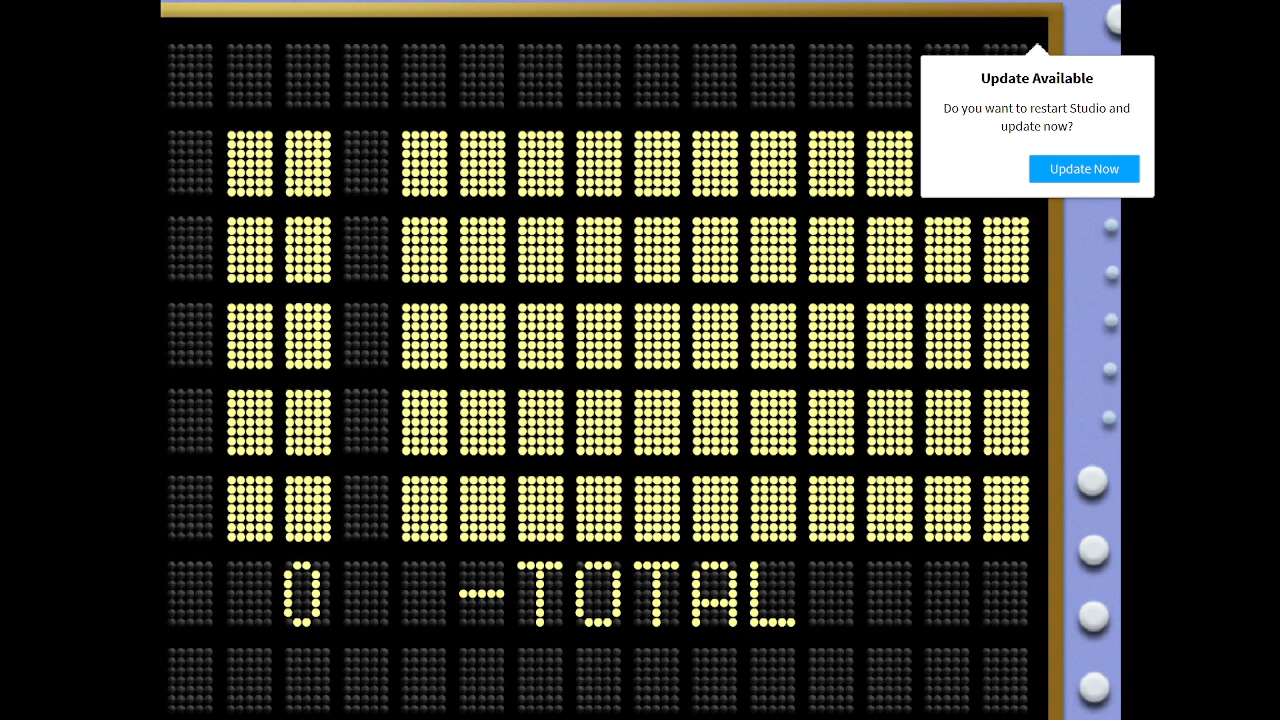 Update Available
Do you want to restart Studio and
update now?
Update Now
0 -TOTAL